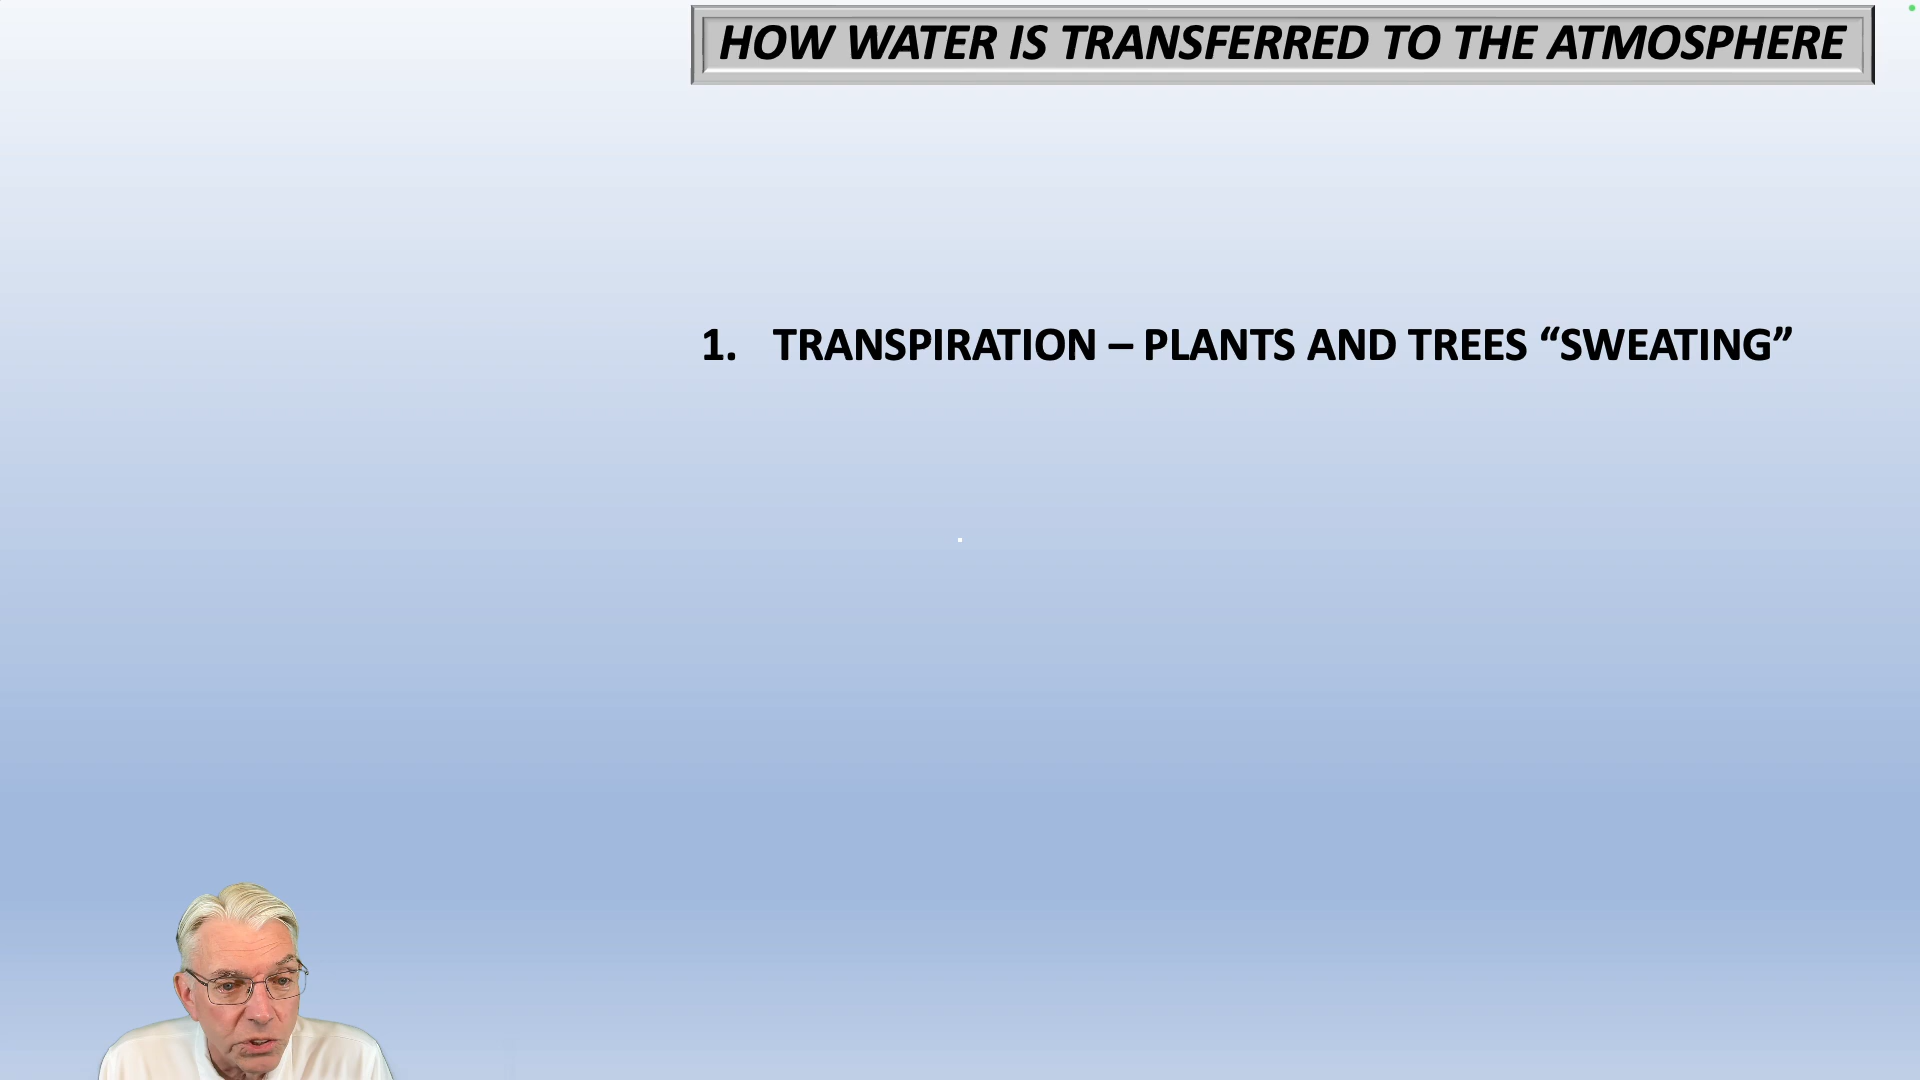 HOW WATER IS TRANSFERRED TO THE ATMOSPHERE
1. TRANSPIRATION – PLANTS AND TREES “SWEATING”